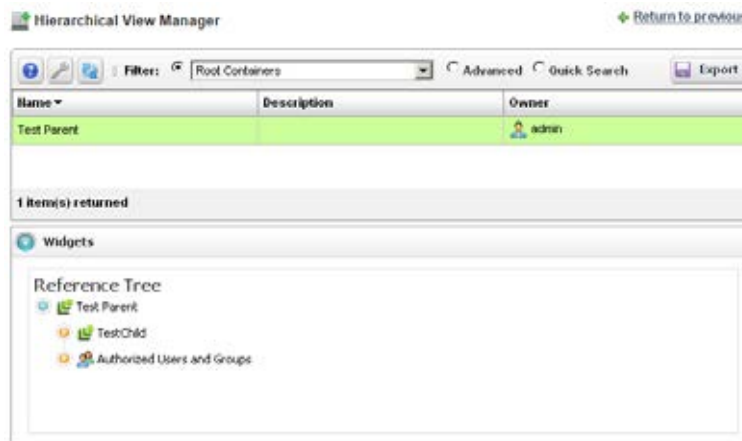 Hierarchical View Manager
Return to previous
Filter: Root Containers Advanced Quick Search Export
Name Description Owner
Test Parent admin
1 item(s) returned
Widgets
Reference Tree
Test Parent
TestChild
Authorized Users and Groups